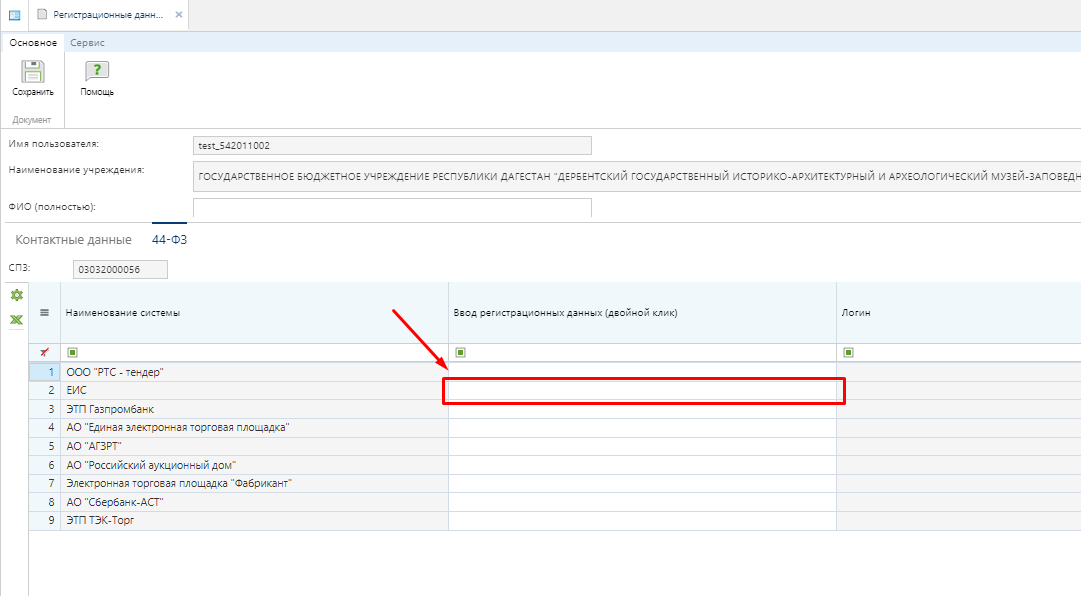 Регистрационные данн...
Основное Сервис
Сохранить Помощь
Документ
Имя пользователя: test_542011002
Наименование учреждения: ГОСУДАРСТВЕННОЕ БЮДЖЕТНОЕ УЧРЕЖДЕНИЕ РЕСПУБЛИКИ ДАГЕСТАН "ДЕРБЕНТСКИЙ ГОСУДАРСТВЕННЫЙ ИСТОРИКО-АРХИТЕКТУРНЫЙ И АРХЕОЛОГИЧЕСКИЙ МУЗЕЙ-ЗАПОВЕДН
ФИО (полностью):
Контактные данные 44-ФЗ
СПЗ: 03032000056
Наименование системы Ввод регистрационных данных (двойной клик) Логин
1 ООО "РТС - тендер"
2 ЕИС
3 ЭТП Газпромбанк
4 АО "Единая электронная торговая площадка"
5 АО "АГЗРТ"
6 АО "Российский аукционный дом"
7 Электронная торговая площадка "Фабрикант"
8 АО "Сбербанк-АСТ"
9 ЭТП ТЭК-Торг